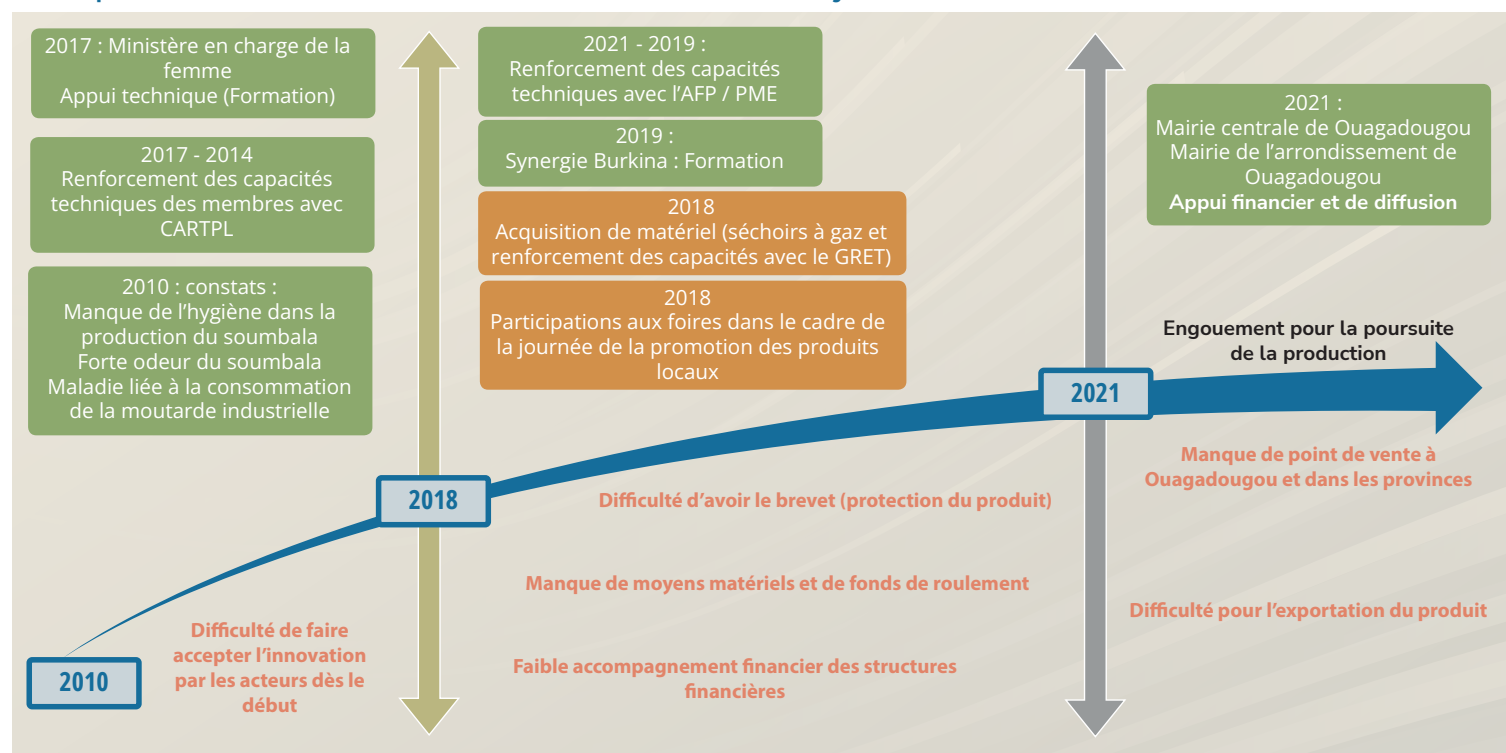 2017 : Ministère en charge de la
femme
Appui technique (Formation)
2017 - 2014
Renforcement des capacités
techniques des membres avec
CARTPL
2010 : constats :
Manque de l’hygiène dans la
production du soumbala
Forte odeur du soumbala
Maladie liée à la consommation
de la moutarde industrielle
2021 - 2019 :
Renforcement des capacités
techniques avec l’AFP / PME
2019 :
Synergie Burkina : Formation
2018
Acquisition de matériel (séchoirs à gaz et
renforcement des capacités avec le GRET)
2018
Participations aux foires dans le cadre de
la journée de la promotion des produits
locaux
2021 :
Mairie centrale de Ouagadougou
Mairie de l’arrondissement de
Ouagadougou
Appui financier et de diffusion
Engouement pour la poursuite
de la production
2021
2018
2010
Difficulté de faire
accepter l’innovation
par les acteurs dès le
début
Difficulté d’avoir le brevet (protection du produit)
Manque de moyens matériels et de fonds de roulement
Faible accompagnement financier des structures
financières
Manque de point de vente à
Ouagadougou et dans les provinces
Difficulté pour l’exportation du produit